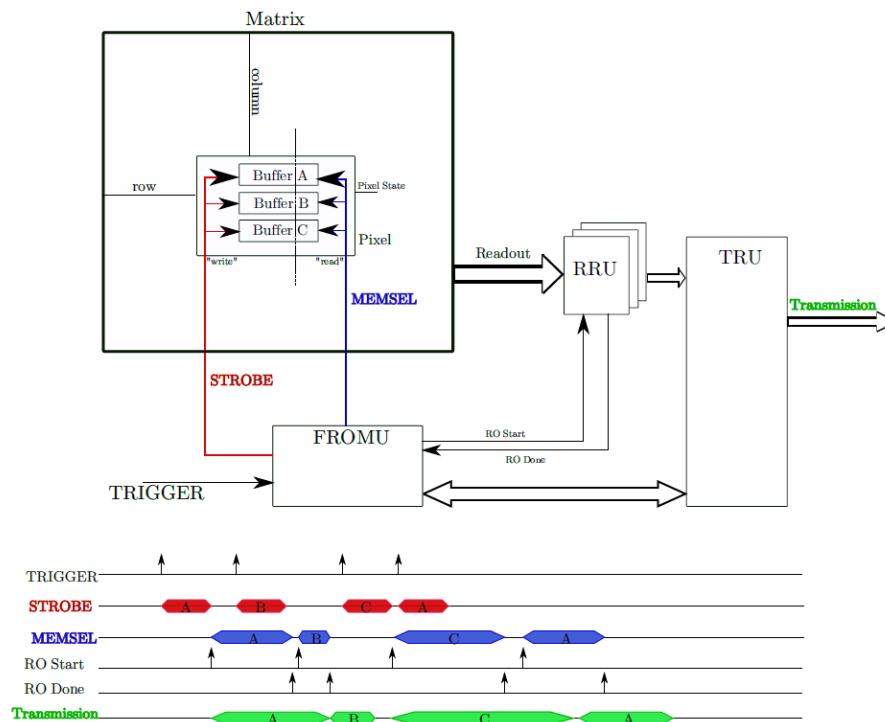 Matrix
column
row
Buffer A
Buffer B
Buffer C
Pixel State
Pixel
"write"
"read"
MEMSEL
STROBE
Readout
RRU
TRU
Transmission
FROMU
RO Start
RO Done
TRIGGER
TRIGGER
STROBE A B C A
MEMSEL A B C A
RO Start
RO Done
Transmission A B C A